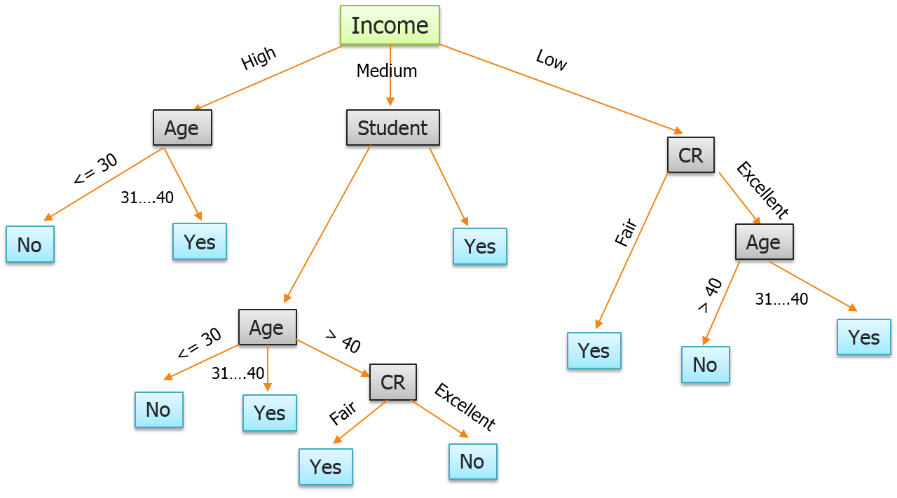 Income
High
Medium
Low
Age
Student
CR
<= 30
31....40
Excellent
Fair
No
Yes
Yes
Age
> 40
31....40
Age
<= 30
31....40
> 40
Yes
No
Yes
CR
No
Yes
Fair
Excellent
Yes
No